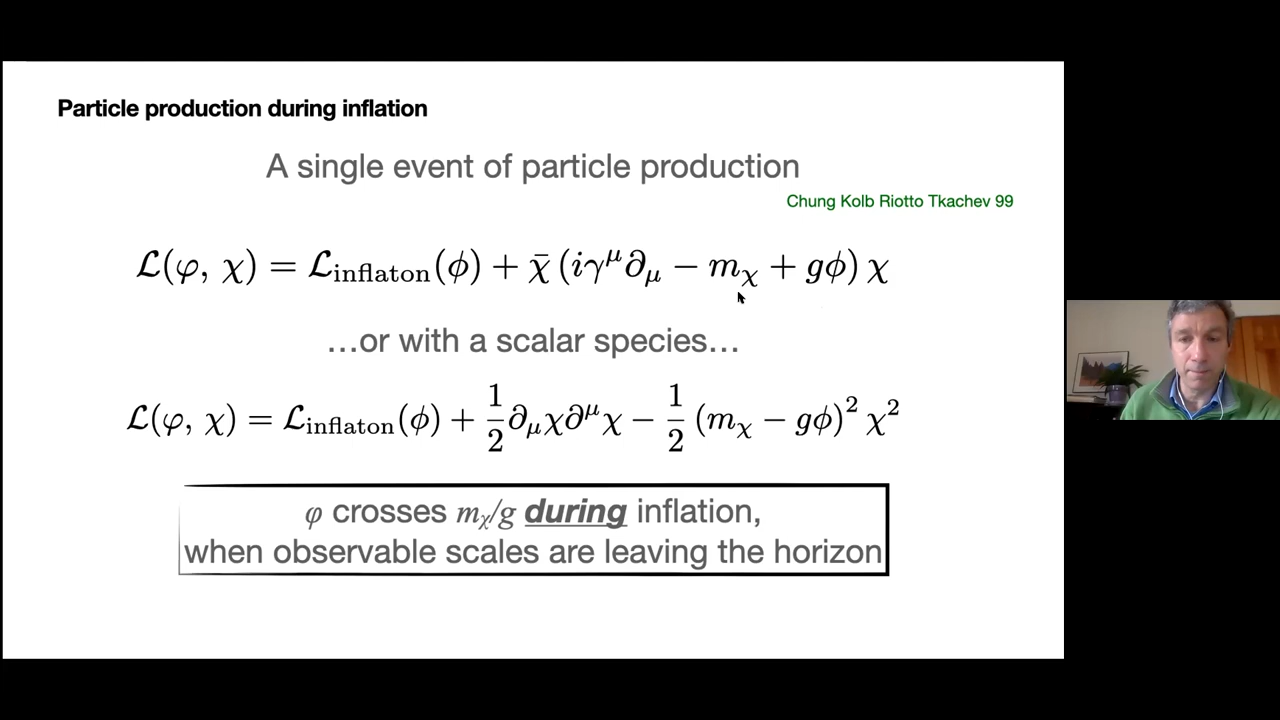 Particle production during inflation
A single event of particle production
Chung Kolb Riotto Tkachev 99
ℒ(φ, χ) = ℒ_inflaton(ϕ) + χ̄ (iγ^μ ∂_μ − m_χ + gϕ) χ
…or with a scalar species…
ℒ(φ, χ) = ℒ_inflaton(ϕ) + 1/2 ∂_μχ∂^μχ − 1/2 (m_χ − gϕ)² χ²
φ crosses m_χ/g during inflation,
when observable scales are leaving the horizon